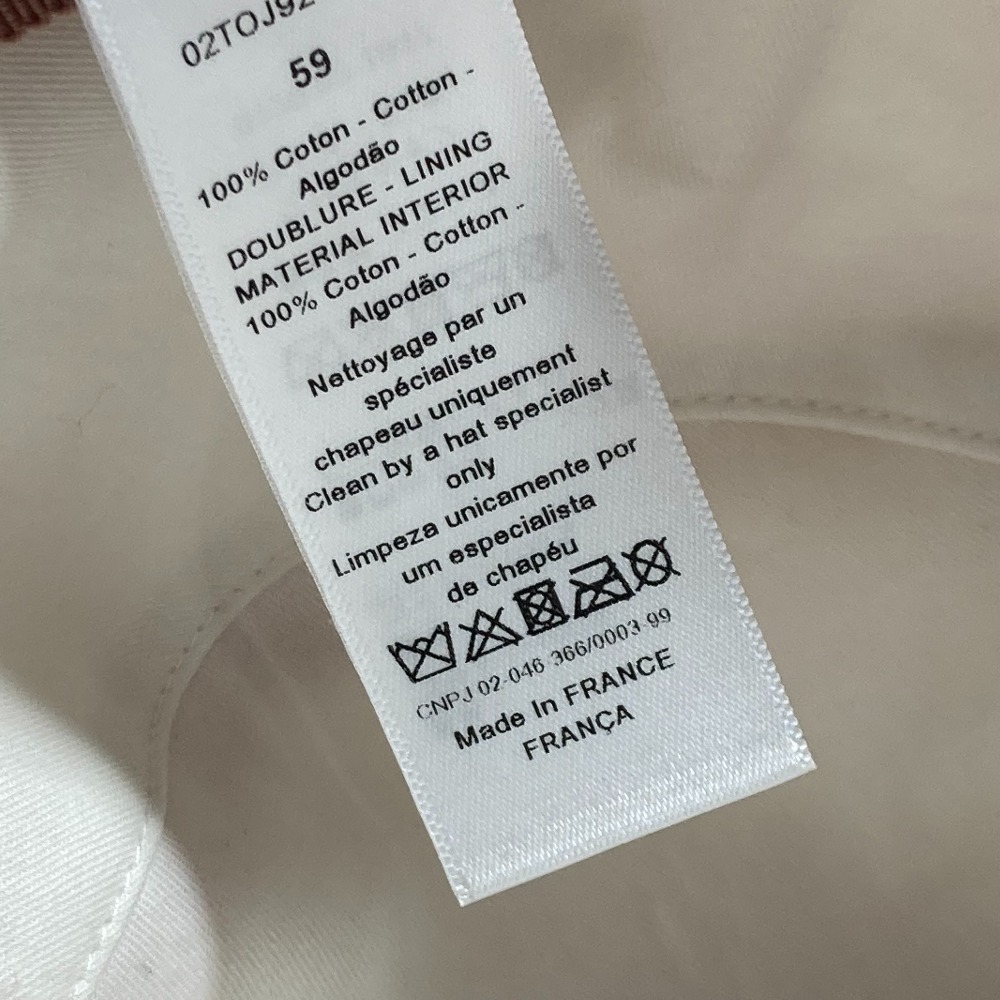 02TOJ92
59
100% Coton - Cotton -
Algodão
DOUBLURE - LINING
MATERIAL INTERIOR
100% Coton - Cotton -
Algodão
Nettoyage par un
spécialiste
chapeau uniquement
Clean by a hat specialist
only
Limpeza unicamente por
um especialista
de chapéu
CNPJ 02-046 366/0003-99
Made In FRANCE
FRANÇA